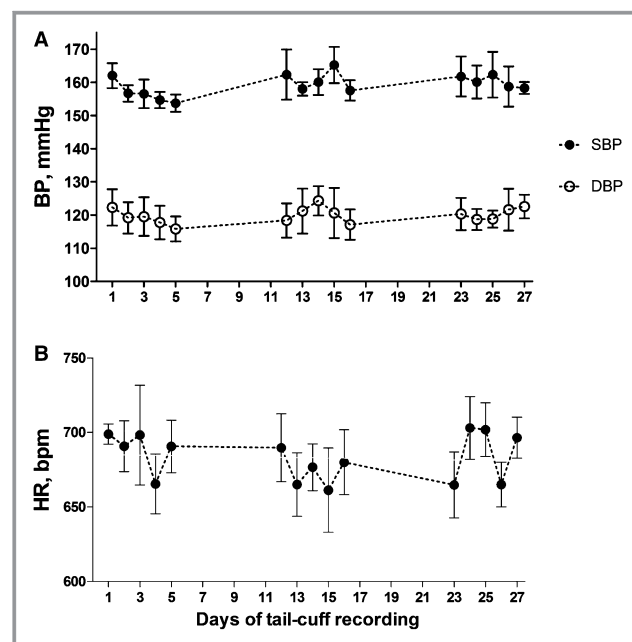 A
170
160
150
140
130
120
110
100
BP, mmHg
1 3 5 7 9 11 13 15 17 19 21 23 25 27
SBP
DBP
B
750
700
650
600
HR, bpm
1 3 5 7 9 11 13 15 17 19 21 23 25 27
Days of tail-cuff recording